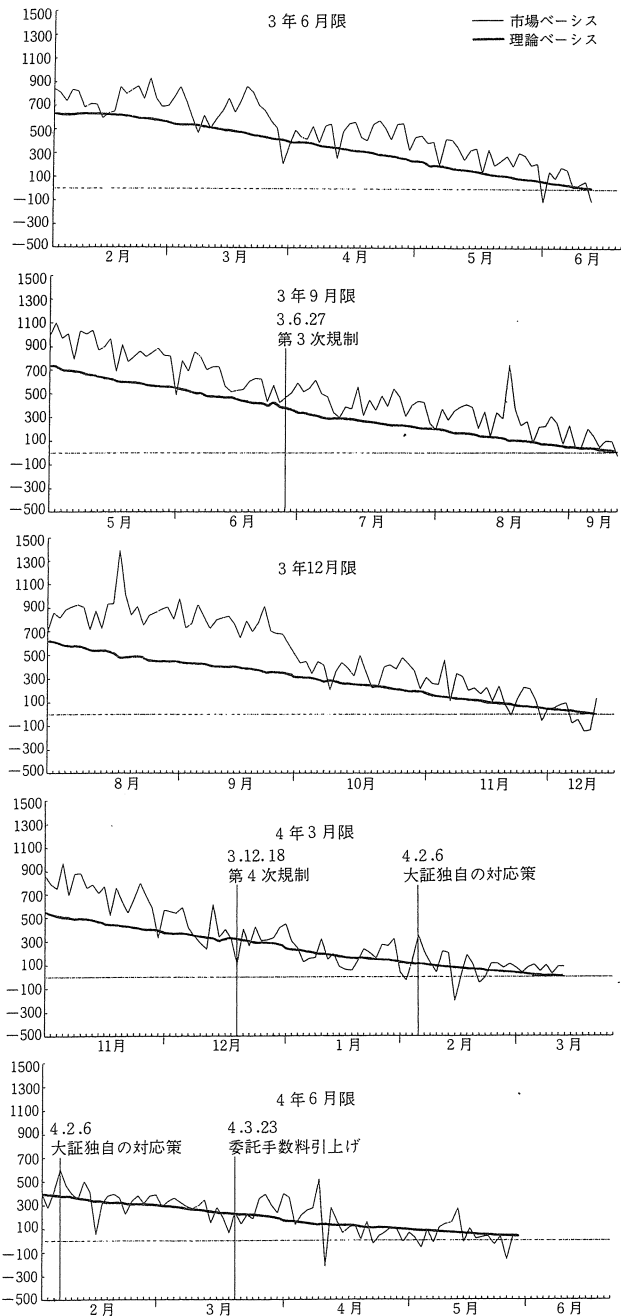 3年6月限
市場ベーシス
理論ベーシス
1500
1300
1100
900
700
500
300
100
−100
−300
−500
2月
3月
4月
5月
6月
3年9月限
3.6.27
第3次規制
1500
1300
1100
900
700
500
300
100
−100
−300
−500
5月
6月
7月
8月
9月
3年12月限
1500
1300
1100
900
700
500
300
100
−100
−300
−500
8月
9月
10月
11月
12月
4年3月限
3.12.18
第4次規制
4.2.6
大証独自の対応策
1500
1300
1100
900
700
500
300
100
−100
−300
−500
11月
12月
1月
2月
3月
4年6月限
4.2.6
大証独自の対応策
4.3.23
委託手数料引上げ
1500
1300
1100
900
700
500
300
100
−100
−300
−500
2月
3月
4月
5月
6月